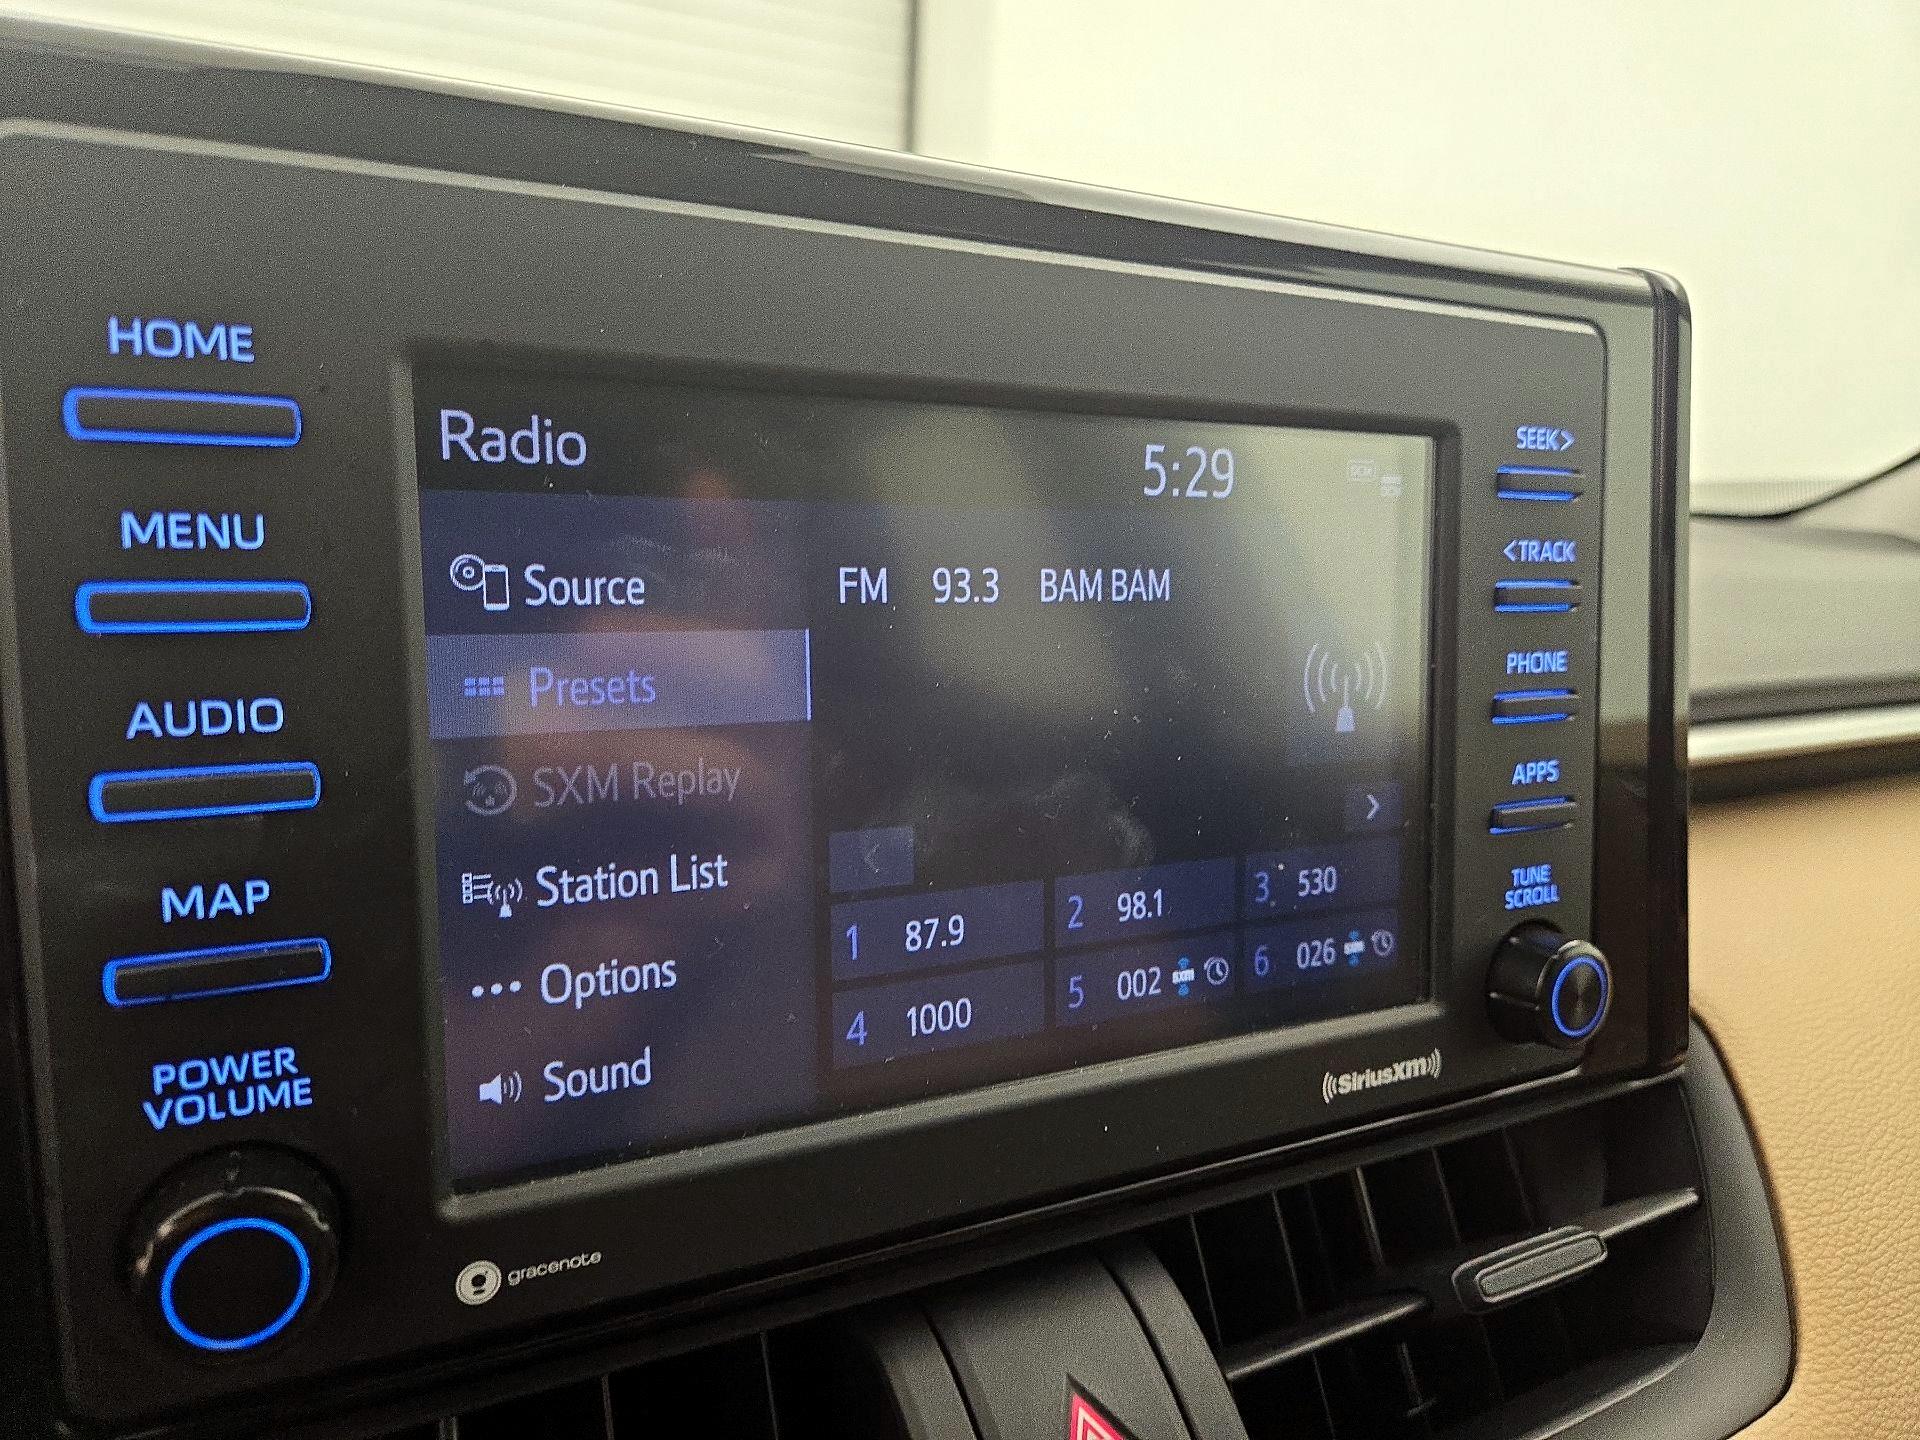 HOME
MENU
AUDIO
MAP
POWER
VOLUME
Radio
5:29
Source
Presets
SXM Replay
Station List
Options
Sound
FM 93.3 BAM BAM
1 87.9
2 98.1
3 530
4 1000
5 002 sxm
6 026 sxm
SEEK>
<TRACK
PHONE
APPS
TUNE
SCROLL
gracenote
SiriusXM